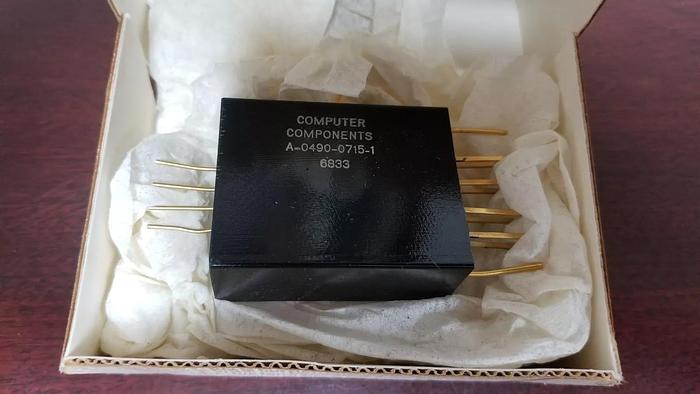 COMPUTER
COMPONENTS
A-0490-0715-1
6833